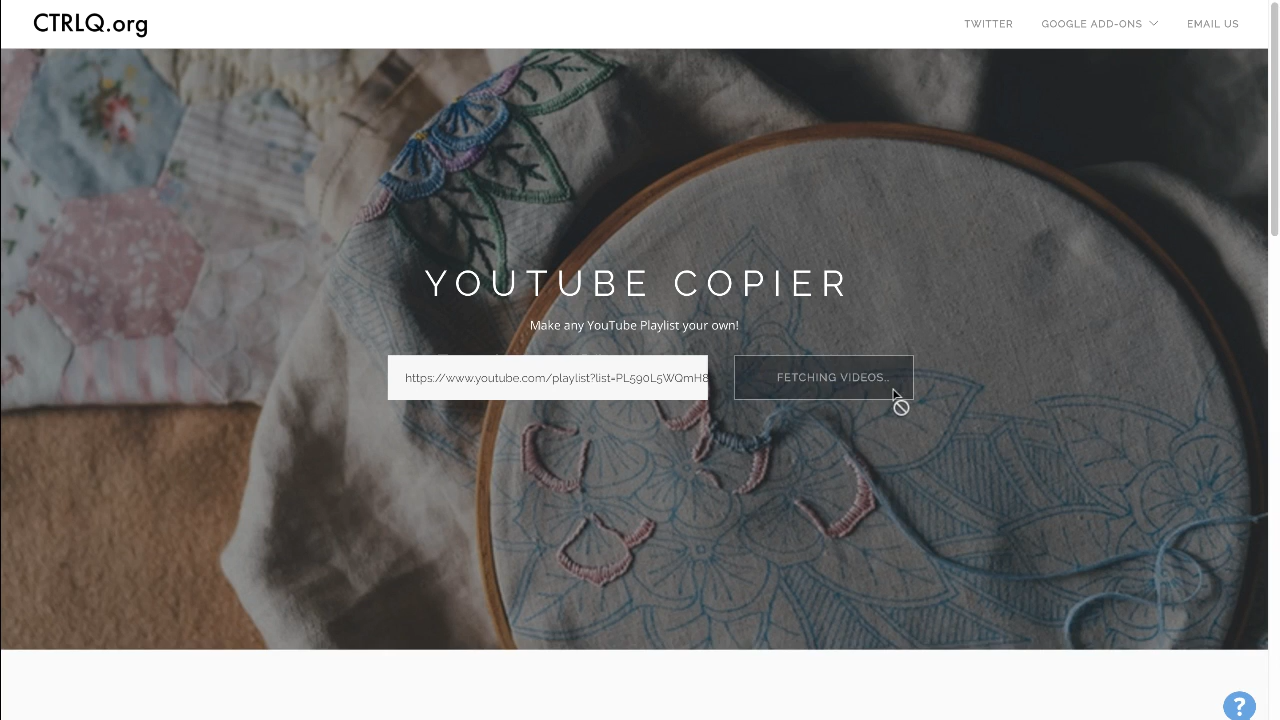 CTRLQ.org
TWITTER
GOOGLE ADD-ONS
EMAIL US
YOUTUBE COPIER
Make any YouTube Playlist your own!
https://www.youtube.com/playlist?list=PL590L5WQmH8
FETCHING VIDEOS..
?